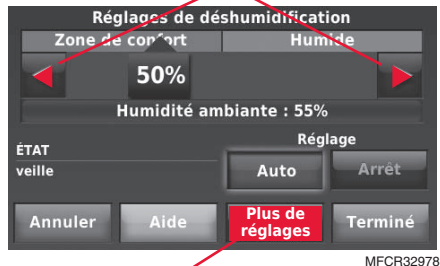 Réglages de déshumidification
Zone de confort Humide
50%
Humidité ambiante : 55%
Réglage
ÉTAT
veille
Auto Arrêt
Annuler Aide Plus de réglages Terminé
MFCR32978